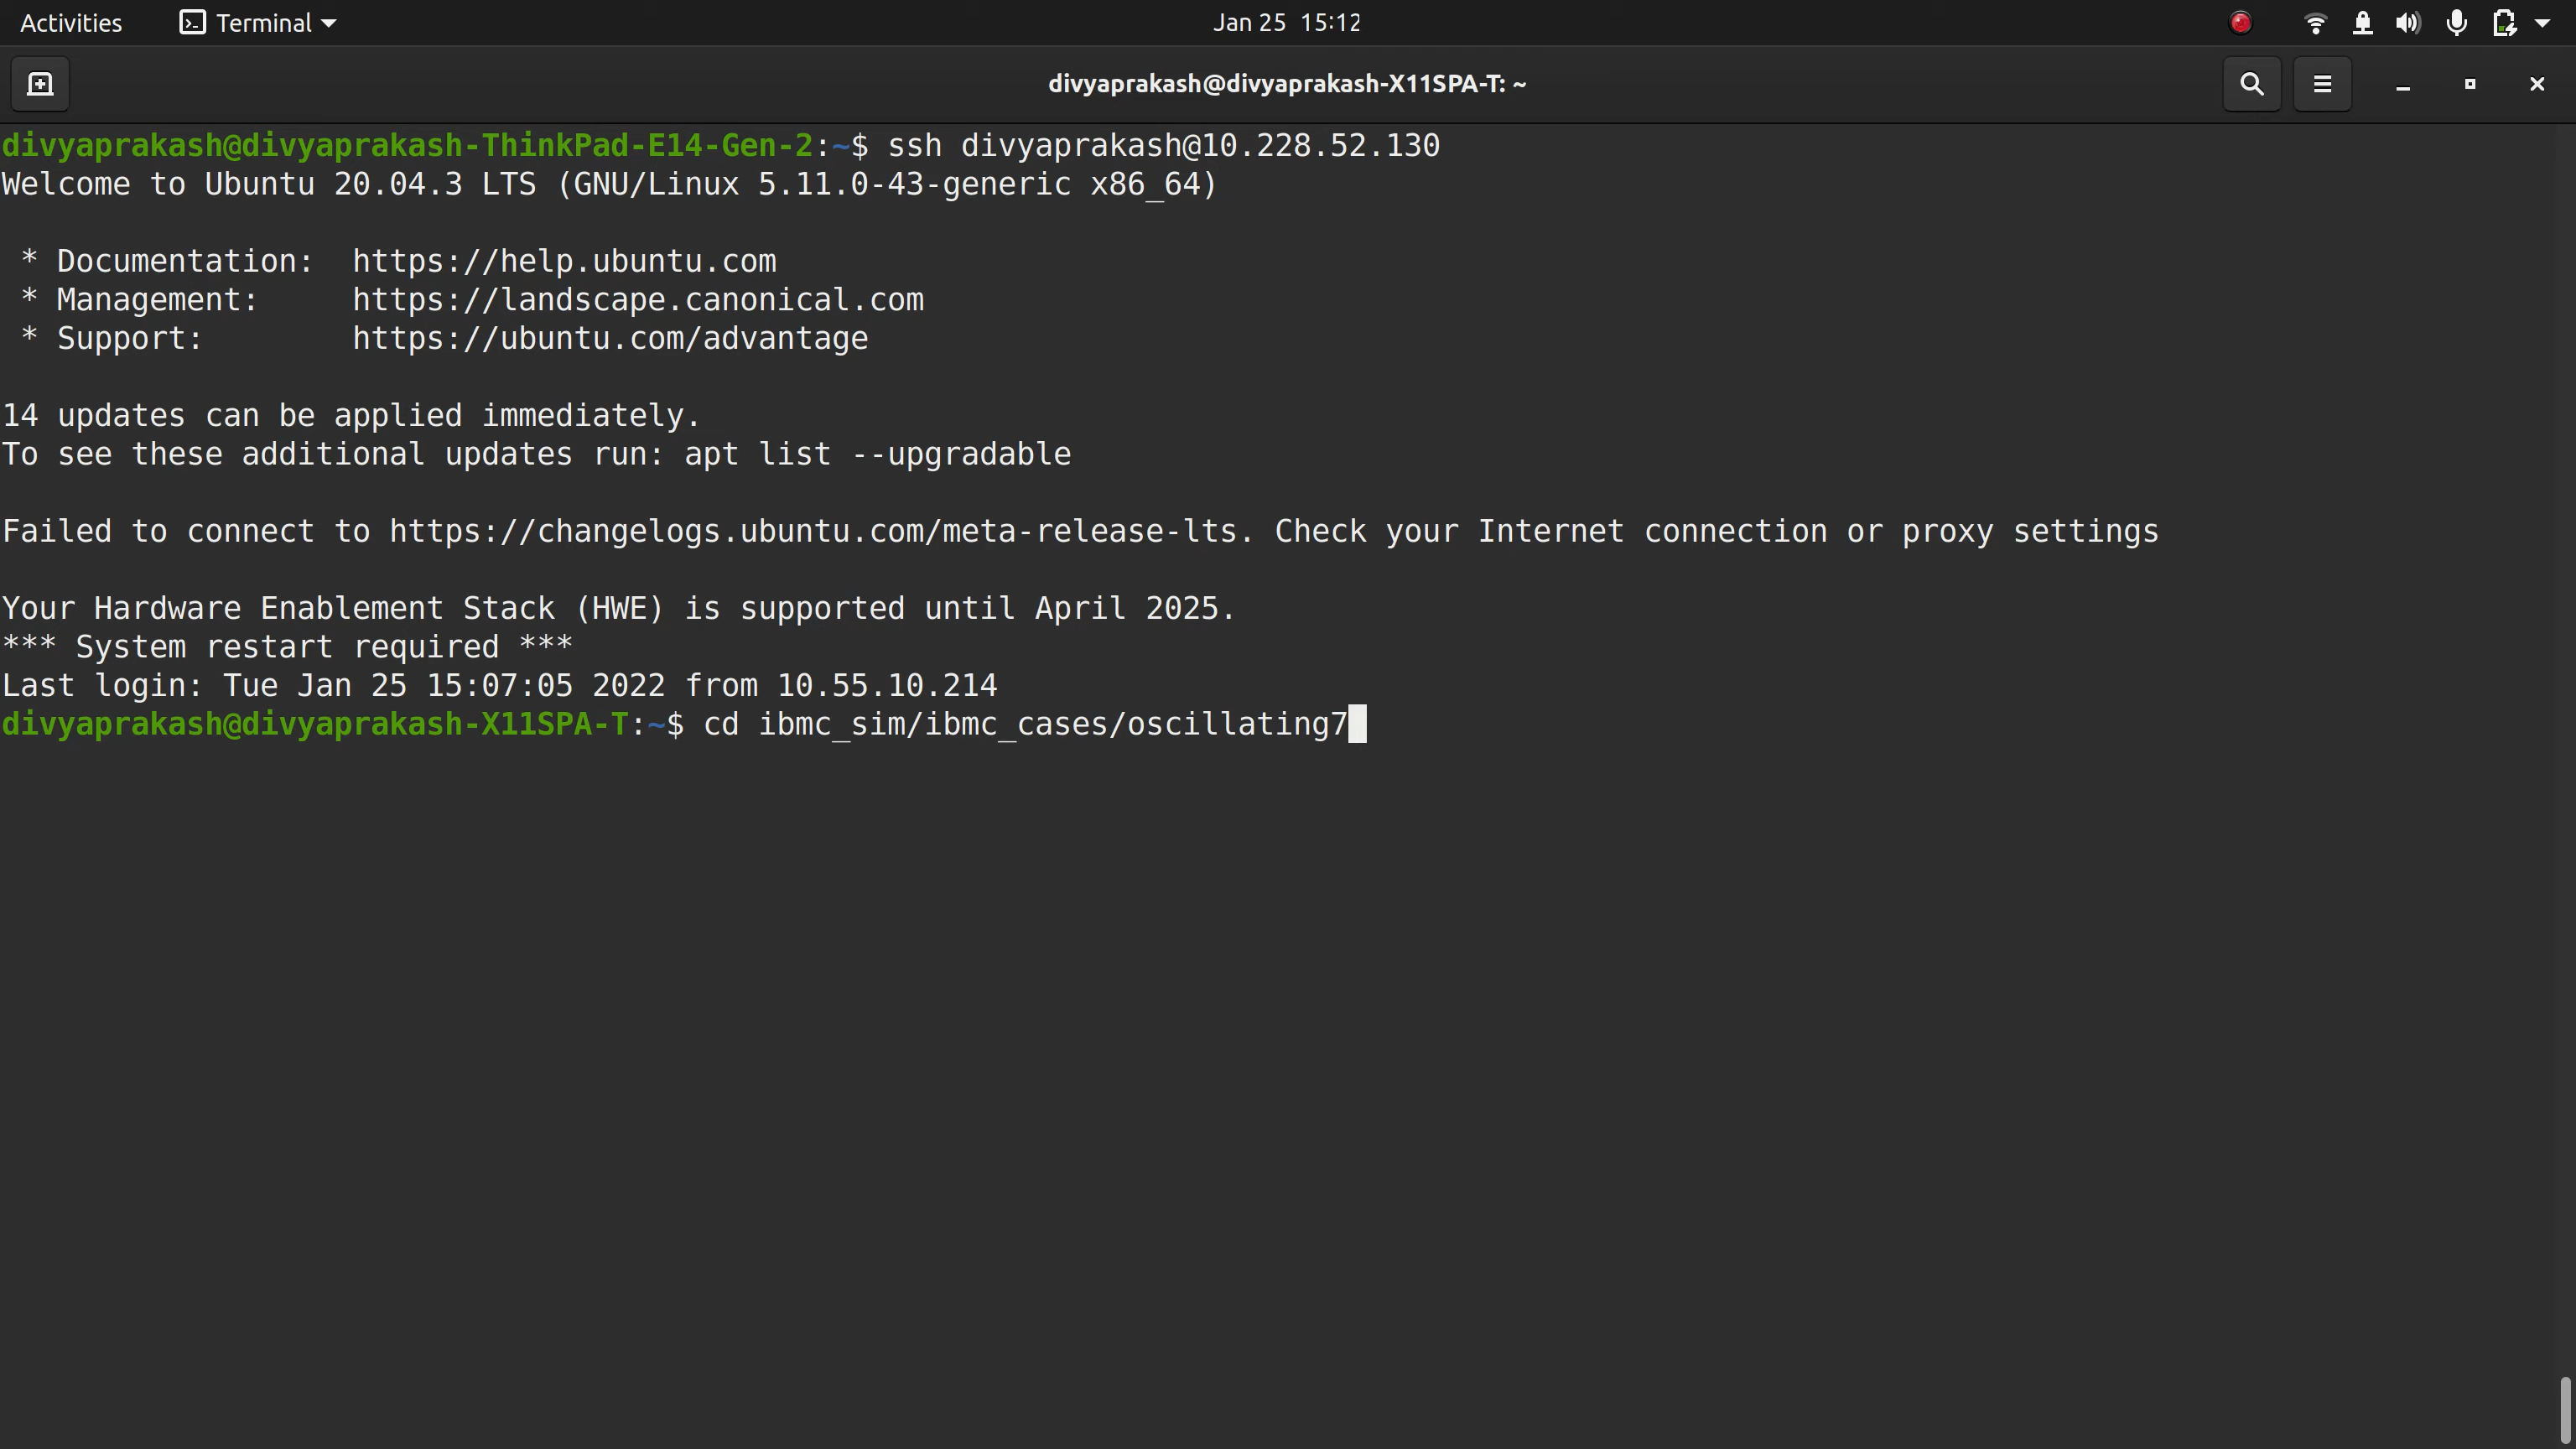 Activities Terminal Jan 25 15:12
divyaprakash@divyaprakash-X11SPA-T: ~
divyaprakash@divyaprakash-ThinkPad-E14-Gen-2:~$ ssh divyaprakash@10.228.52.130
Welcome to Ubuntu 20.04.3 LTS (GNU/Linux 5.11.0-43-generic x86_64)
* Documentation:  https://help.ubuntu.com
* Management:     https://landscape.canonical.com
* Support:        https://ubuntu.com/advantage
14 updates can be applied immediately.
To see these additional updates run: apt list --upgradable
Failed to connect to https://changelogs.ubuntu.com/meta-release-lts. Check your Internet connection or proxy settings
Your Hardware Enablement Stack (HWE) is supported until April 2025.
*** System restart required ***
Last login: Tue Jan 25 15:07:05 2022 from 10.55.10.214
divyaprakash@divyaprakash-X11SPA-T:~$ cd ibmc_sim/ibmc_cases/oscillating7